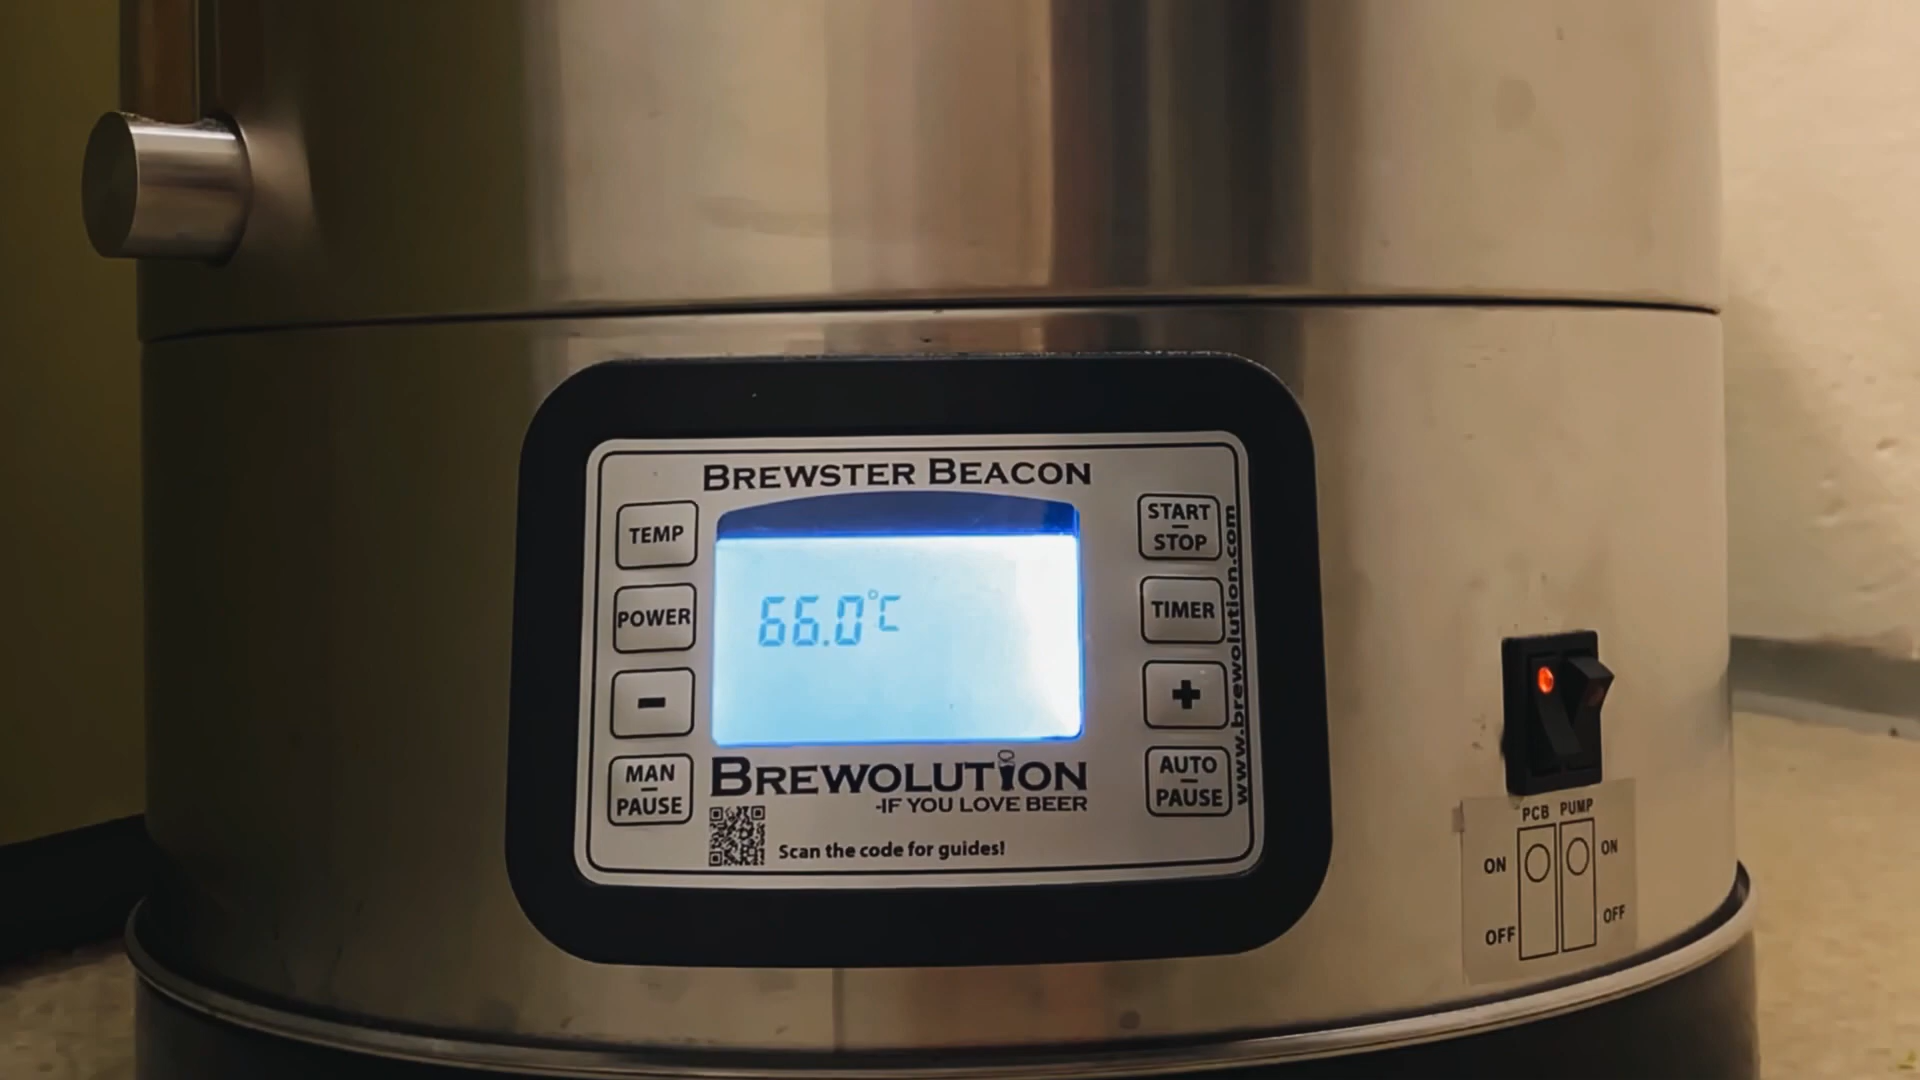 BREWSTER BEACON
TEMP
POWER
-
MAN
PAUSE
66.0°C
START
STOP
TIMER
+
AUTO
PAUSE
www.brewolution.com
BREWOLUTION
-IF YOU LOVE BEER
Scan the code for guides!
PCB PUMP
ON ON
OFF OFF